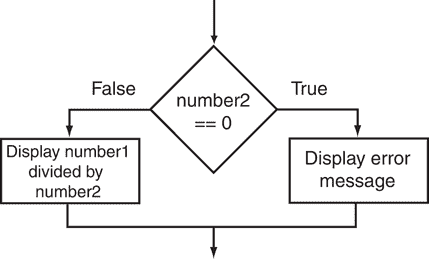 False
True
number2
== 0
Display number1
divided by
number2
Display error
message